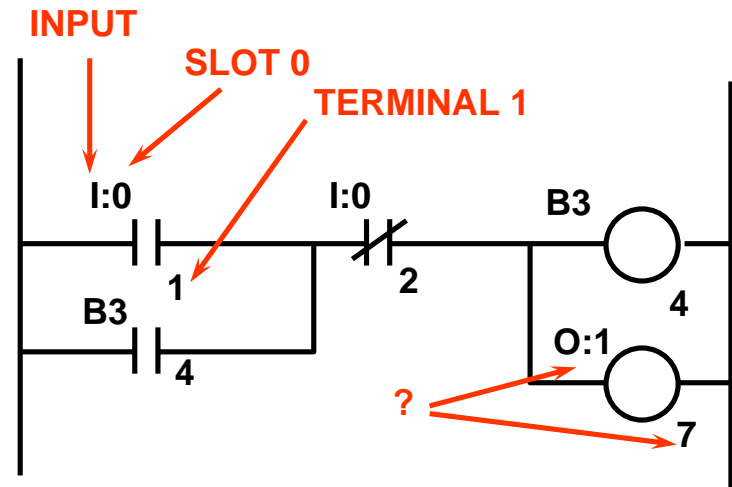 INPUT
SLOT 0
TERMINAL 1
I:0
I:0
B3
1
2
4
B3
4
O:1
?
7